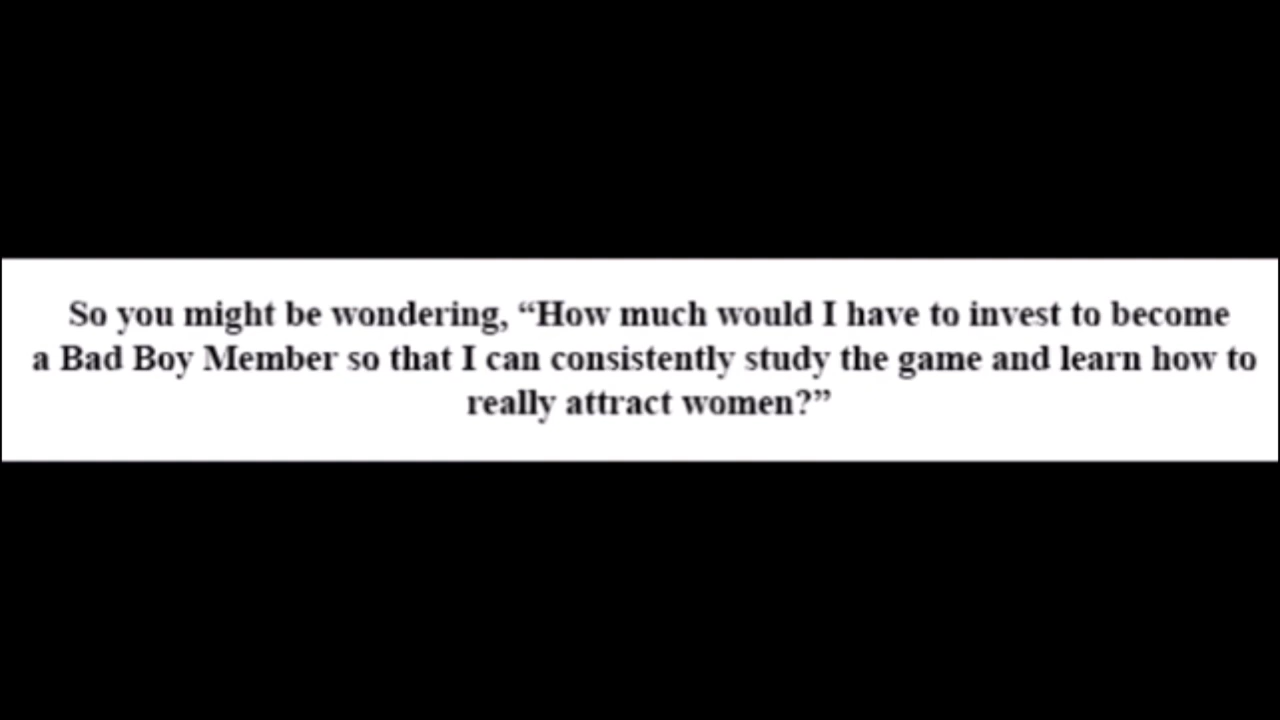 So you might be wondering, “How much would I have to invest to become
a Bad Boy Member so that I can consistently study the game and learn how to
really attract women?”